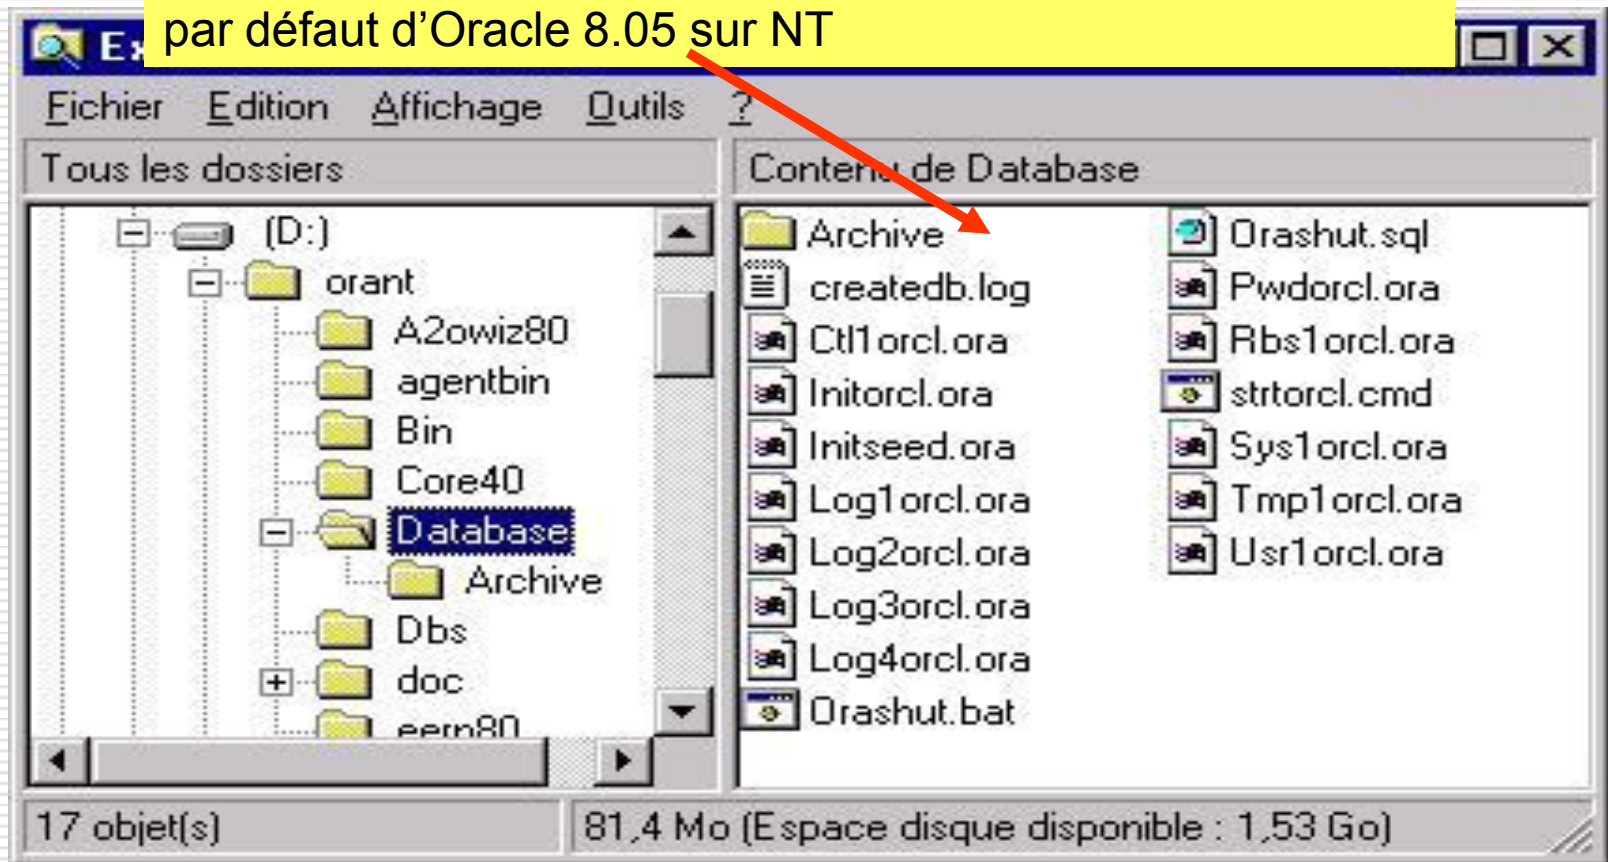 par défaut d’Oracle 8.05 sur NT
Ex
Fichier Edition Affichage Outils ?
Tous les dossiers
(D:)
orant
A2owiz80
agentbin
Bin
Core40
Database
Archive
Dbs
doc
Contenu de Database
Archive
createdb.log
Ctl1orcl.ora
Initorcl.ora
Initseed.ora
Log1orcl.ora
Log2orcl.ora
Log3orcl.ora
Log4orcl.ora
Orashut.bat
Orashut.sql
Pwdorcl.ora
Rbs1orcl.ora
strtorcl.cmd
Sys1orcl.ora
Tmp1orcl.ora
Usr1orcl.ora
17 objet(s)
81,4 Mo (Espace disque disponible : 1,53 Go)